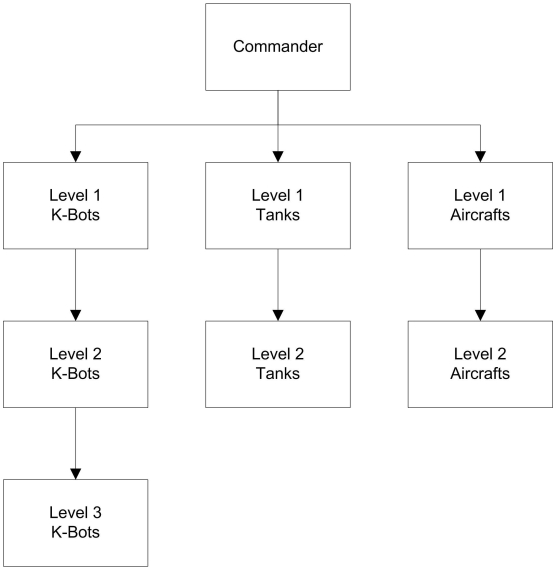 Commander
Level 1
K-Bots
Level 1
Tanks
Level 1
Aircrafts
Level 2
K-Bots
Level 2
Tanks
Level 2
Aircrafts
Level 3
K-Bots